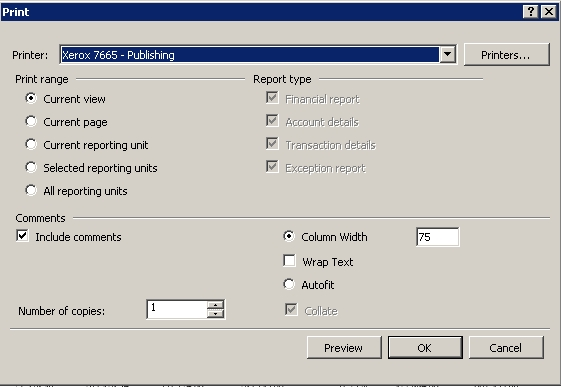 Print
Printer: Xerox 7665 - Publishing Printers...
Print range Report type
Current view Financial report
Current page Account details
Current reporting unit Transaction details
Selected reporting units Exception report
All reporting units
Comments
Include comments Column Width 75
Wrap Text
Autofit
Number of copies: 1 Collate
Preview OK Cancel